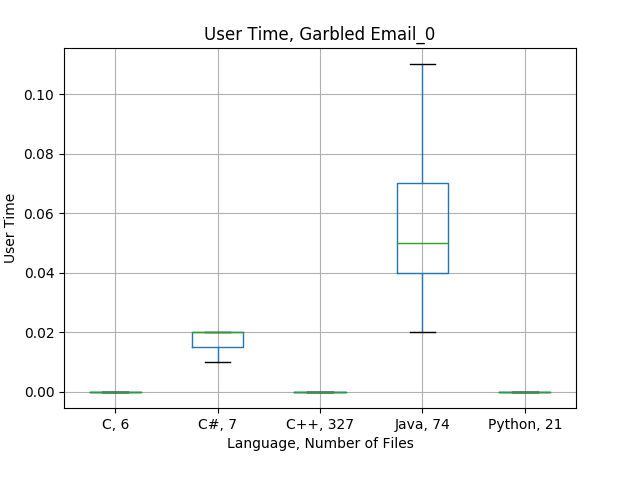 User Time, Garbled Email_0
User Time
0.10
0.08
0.06
0.04
0.02
0.00
C, 6
C#, 7
C++, 327
Java, 74
Python, 21
Language, Number of Files